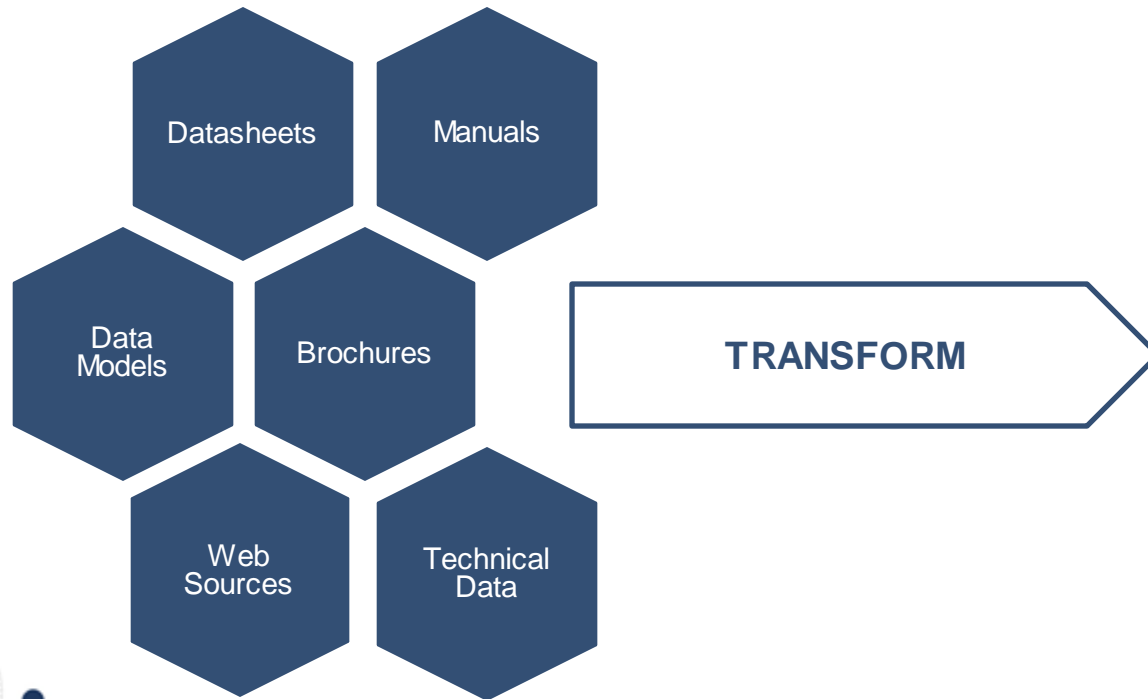 Datasheets
Manuals
Data
Models
Brochures
TRANSFORM
Web
Sources
Technical
Data